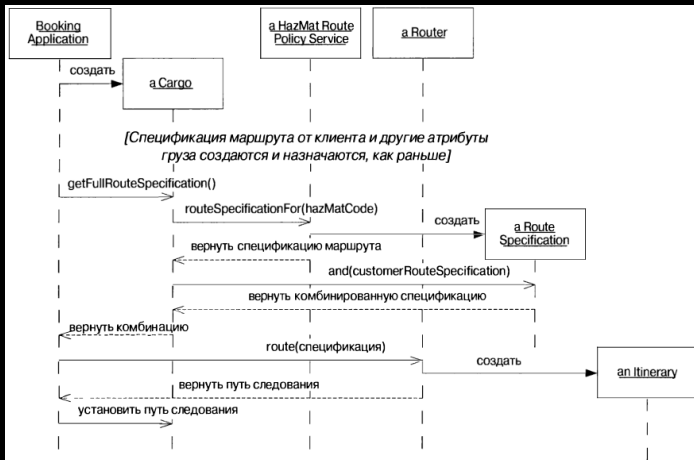 Booking
Application
a HazMat Route
Policy Service
a Router
создать
a Cargo
[Спецификация маршрута от клиента и другие атрибуты
груза создаются и назначаются, как раньше]
getFullRouteSpecification()
routeSpecificationFor(hazMatCode)
создать
a Route
Specification
вернуть спецификацию маршрута
and(customerRouteSpecification)
вернуть комбинированную спецификацию
вернуть комбинацию
route(спецификация)
создать
an Itinerary
вернуть путь следования
установить путь следования